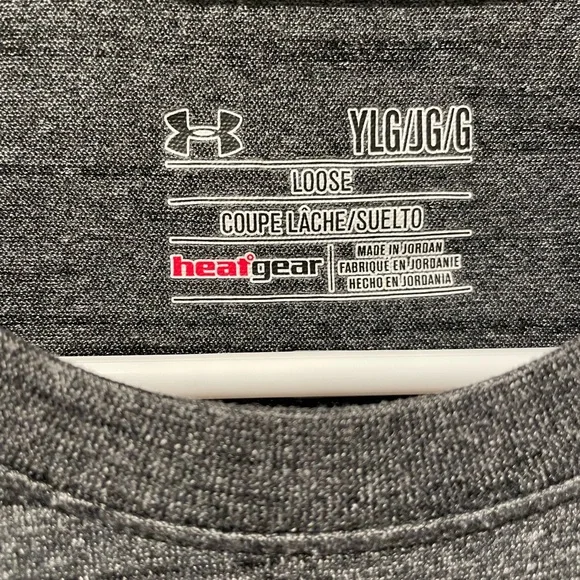 YLG/JG/G
LOOSE
COUPE LÂCHE/SUELTO
heatgear
MADE IN JORDAN
FABRIQUÉ EN JORDANIE
HECHO EN JORDANIA